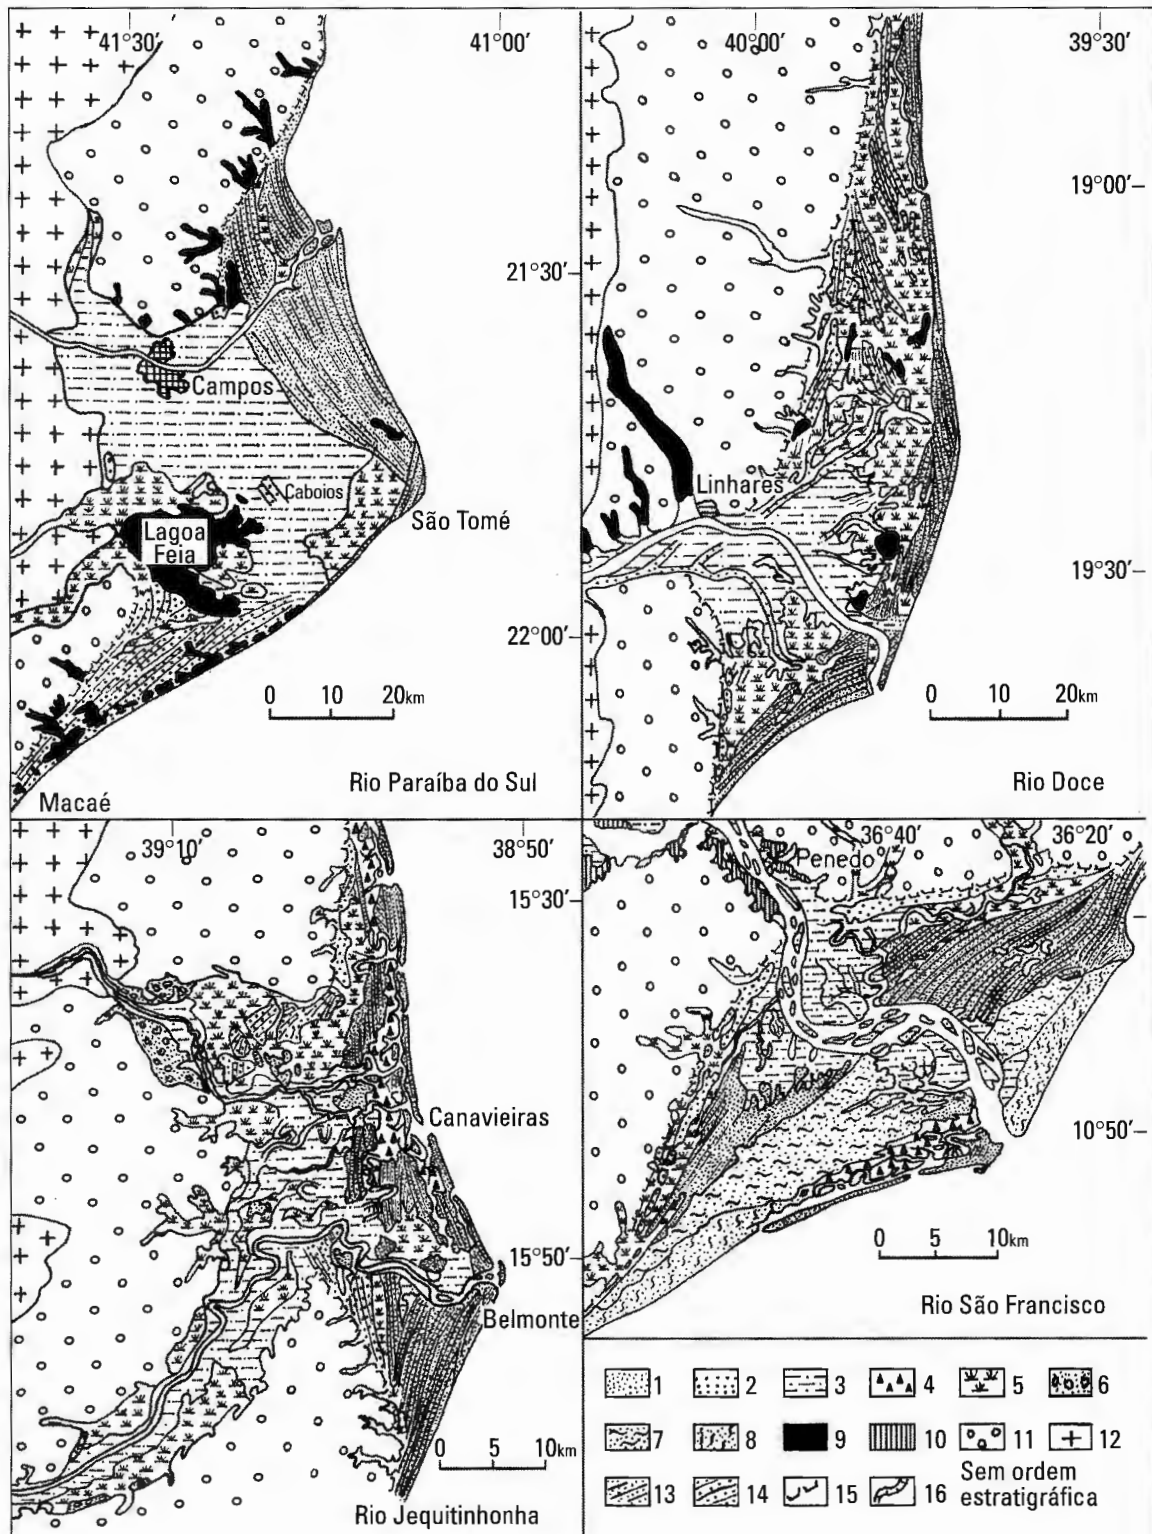 41°30'
41°00'
21°30'
22°00'
Campos
Caboios
Lagoa
Feia
São Tomé
0 10 20km
Rio Paraíba do Sul
Macaé
40°00'
39°30'
19°00'
19°30'
Linhares
0 10 20km
Rio Doce
39°10'
38°50'
15°30'
15°50'
Canavieiras
Belmonte
0 5 10km
Rio Jequitinhonha
36°40'
36°20'
Penedo
10°50'
0 5 10km
Rio São Francisco
1 2 3 4 5 6
7 8 9 10 11 12
13 14 15 16 Sem ordem
estratigráfica